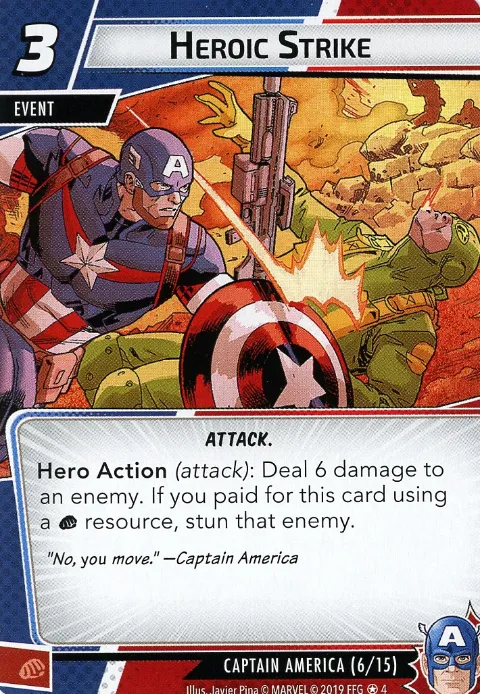 3
HEROIC STRIKE
EVENT
A
ATTACK.
Hero Action (attack): Deal 6 damage to
an enemy. If you paid for this card using
a resource, stun that enemy.
"No, you move." —Captain America
A
CAPTAIN AMERICA (6/15)
Illus. Javier Pina © MARVEL © 2019 FFG 4